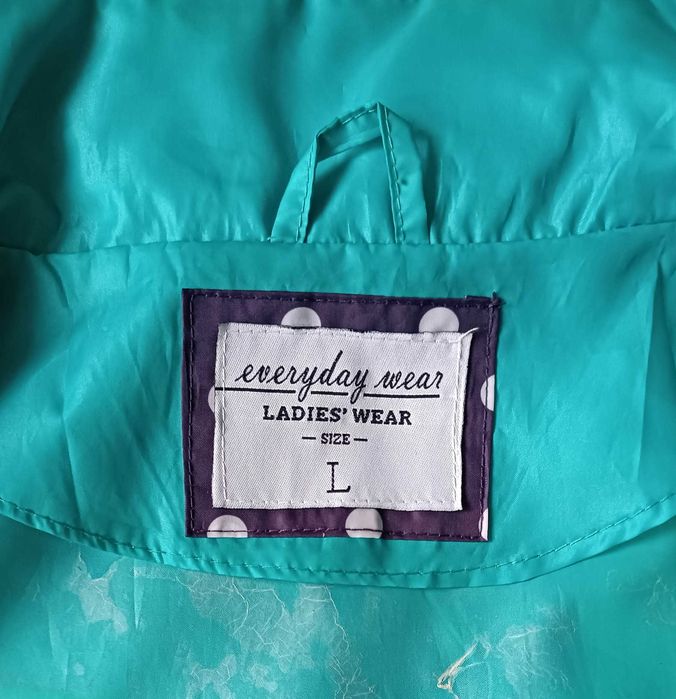 everyday wear
LADIES' WEAR
— SIZE —
L